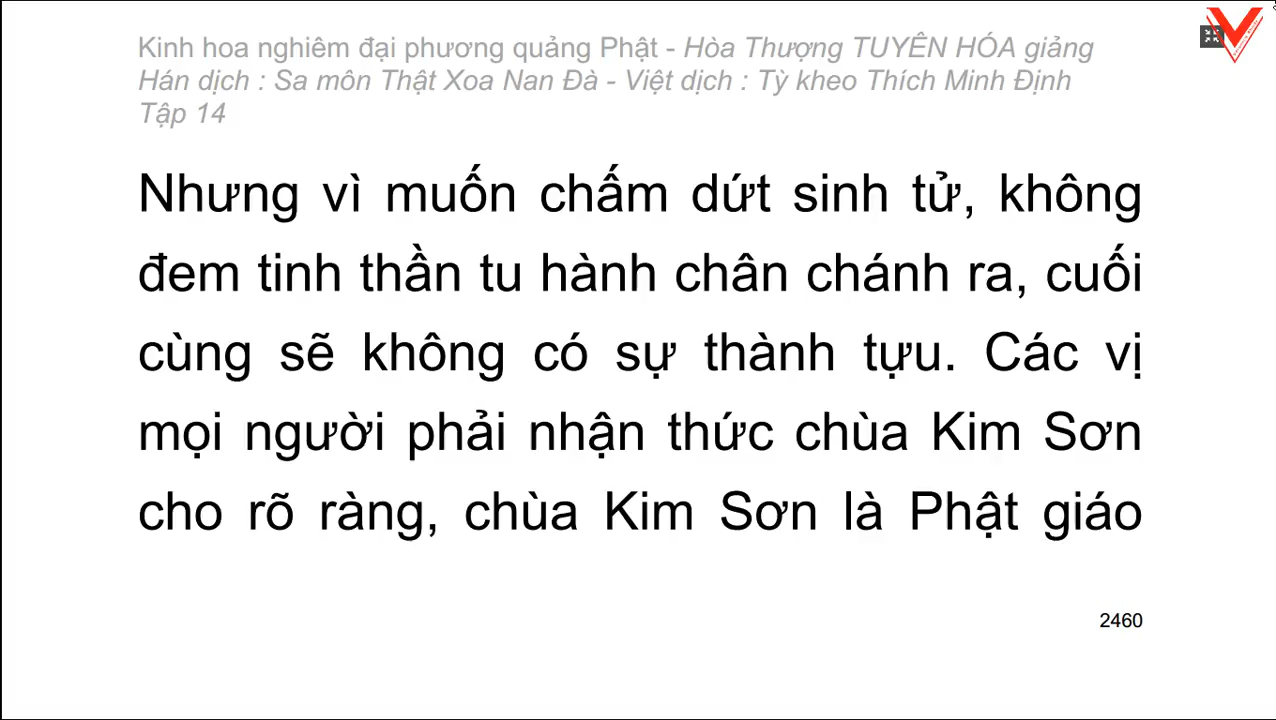 Kinh hoa nghiêm đại phương quảng Phật - Hòa Thượng TUYÊN HÓA giảng
Hán dịch : Sa môn Thật Xoa Nan Đà - Việt dịch : Tỳ kheo Thích Minh Định
Tập 14
Nhưng vì muốn chấm dứt sinh tử, không
đem tinh thần tu hành chân chánh ra, cuối
cùng sẽ không có sự thành tựu. Các vị
mọi người phải nhận thức chùa Kim Sơn
cho rõ ràng, chùa Kim Sơn là Phật giáo
2460